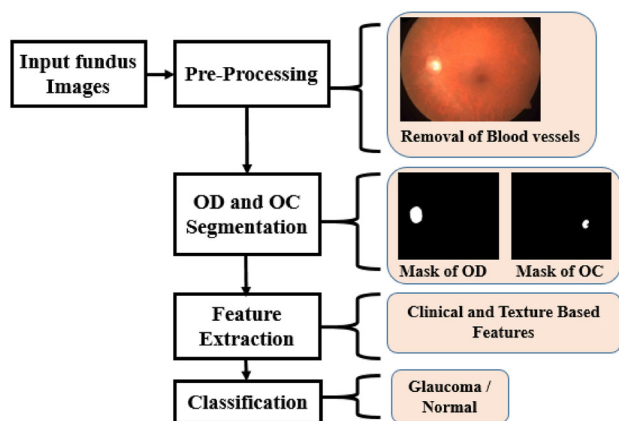 Input fundus
Images
Pre-Processing
Removal of Blood vessels
OD and OC
Segmentation
Mask of OD
Mask of OC
Feature
Extraction
Clinical and Texture Based
Features
Classification
Glaucoma /
Normal